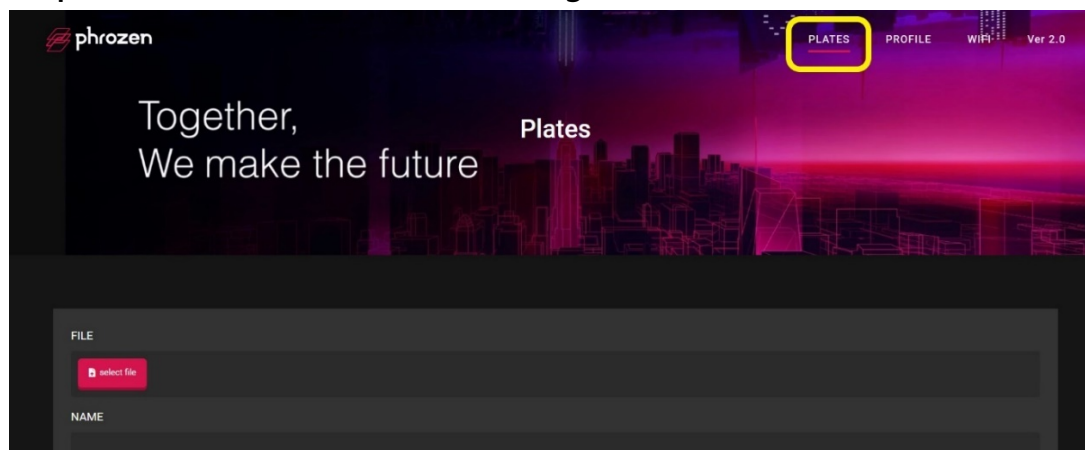 phrozen
PLATES
PROFILE
WIFI
Ver 2.0
Together,
We make the future
Plates
FILE
select file
NAME